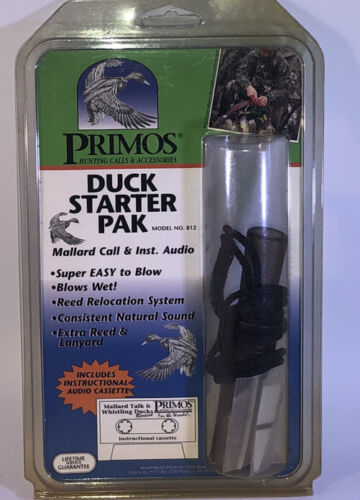 PRIMOS®
HUNTING CALLS & ACCESSORIES
DUCK
STARTER
PAK
MODEL NO. 812
Mallard Call & Inst. Audio
•Super EASY to Blow
•Blows Wet!
•Reed Relocation System
•Consistent Natural Sound
•Extra Reed &
Lanyard
INCLUDES
INSTRUCTIONAL
AUDIO CASSETTE
Mallard Talk &
Whistling Ducks
PRIMOS
instructional cassette
LIFETIME
SERVICE
GUARANTEE